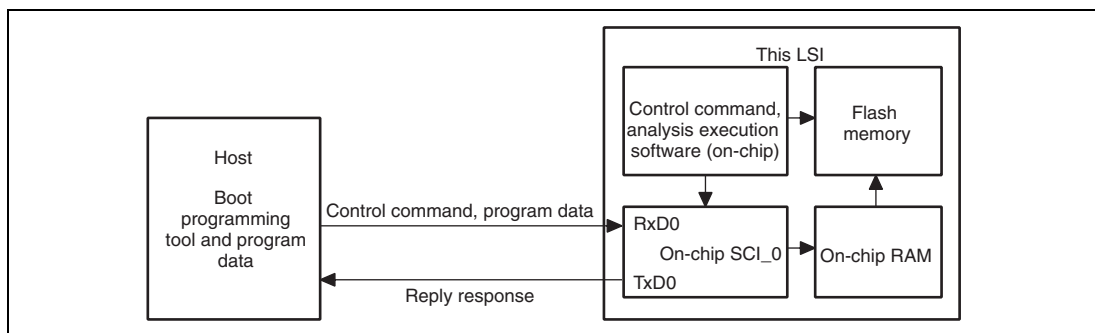 This LSI
Host
Boot
programming
tool and program
data
Control command, program data
Reply response
Control command,
analysis execution
software (on-chip)
Flash
memory
RxD0
On-chip SCI_0
TxD0
On-chip RAM